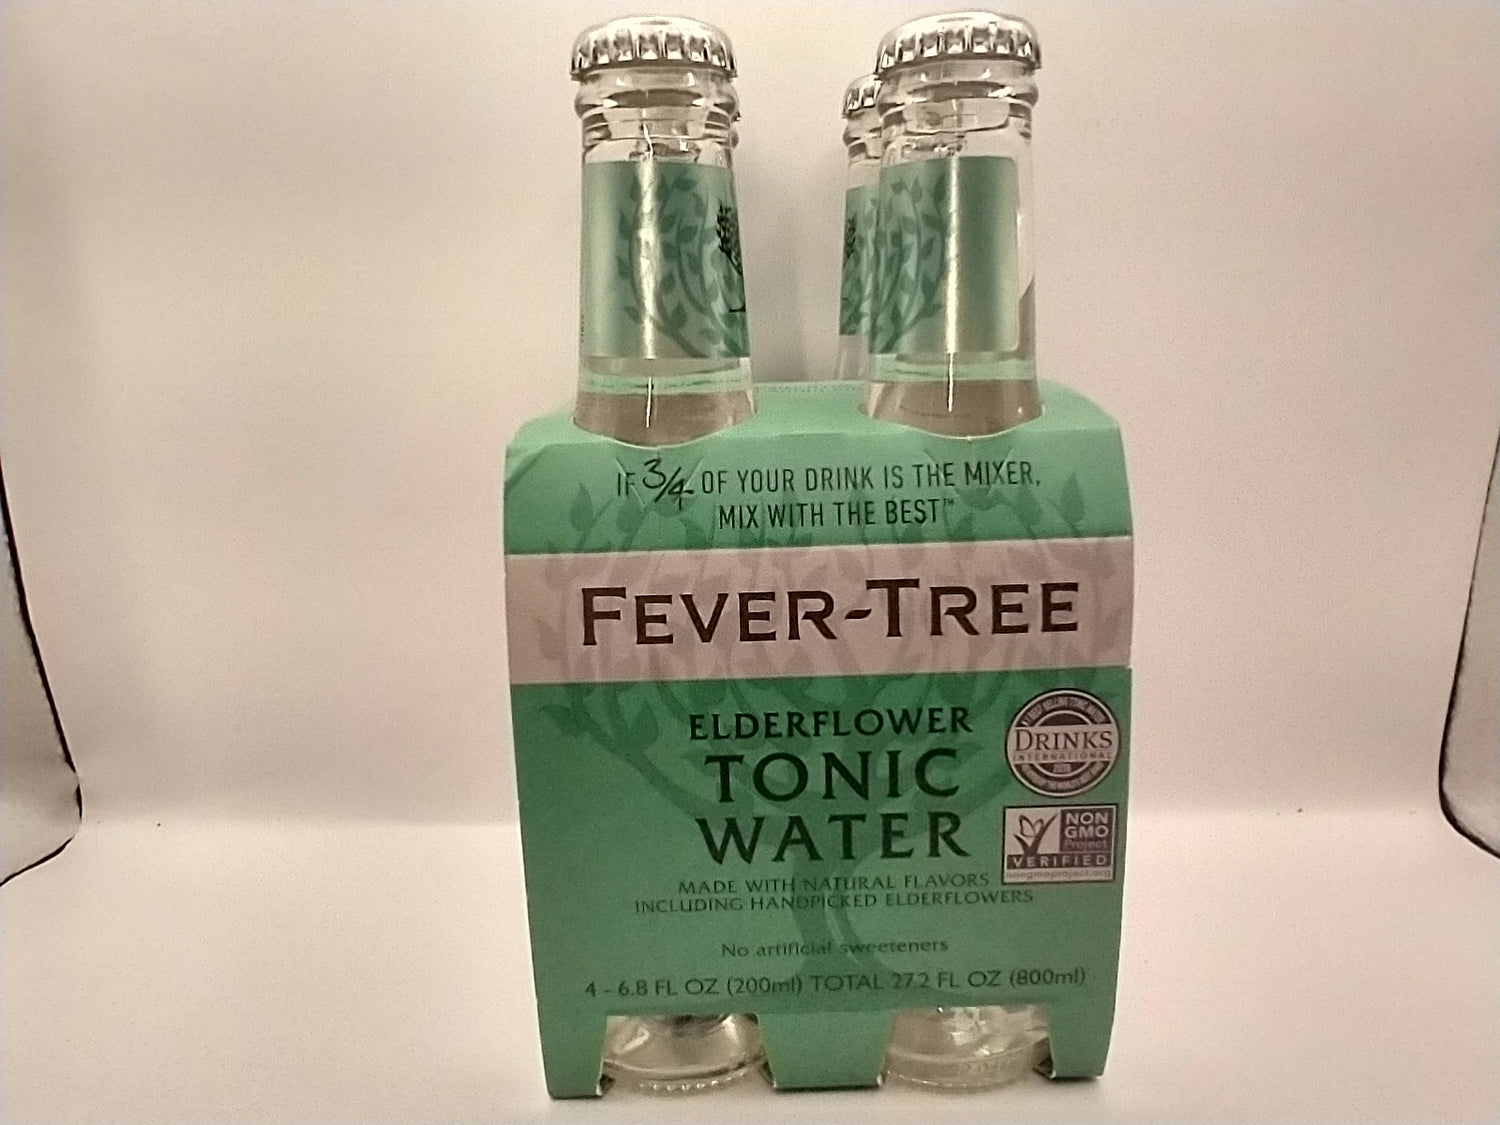 IF 3/4 OF YOUR DRINK IS THE MIXER,
MIX WITH THE BEST™
FEVER-TREE
ELDERFLOWER
TONIC
WATER
DRINKS
INTERNATIONAL
NON
GMO
Project
VERIFIED
nongmoproject.org
MADE WITH NATURAL FLAVORS
INCLUDING HANDPICKED ELDERFLOWERS
No artificial sweeteners
4 - 6.8 FL OZ (200ml) TOTAL 27.2 FL OZ (800ml)